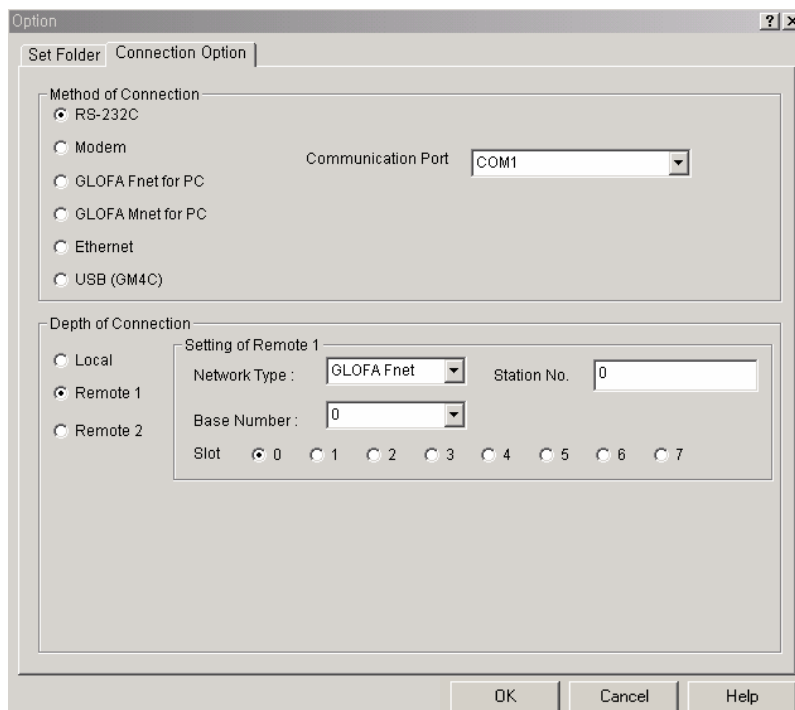 Option
Set Folder Connection Option
Method of Connection
RS-232C
Modem
Communication Port COM1
GLOFA Fnet for PC
GLOFA Mnet for PC
Ethernet
USB (GM4C)
Depth of Connection
Local
Remote 1
Remote 2
Setting of Remote 1
Network Type : GLOFA Fnet Station No. 0
Base Number : 0
Slot 0 1 2 3 4 5 6 7
OK Cancel Help